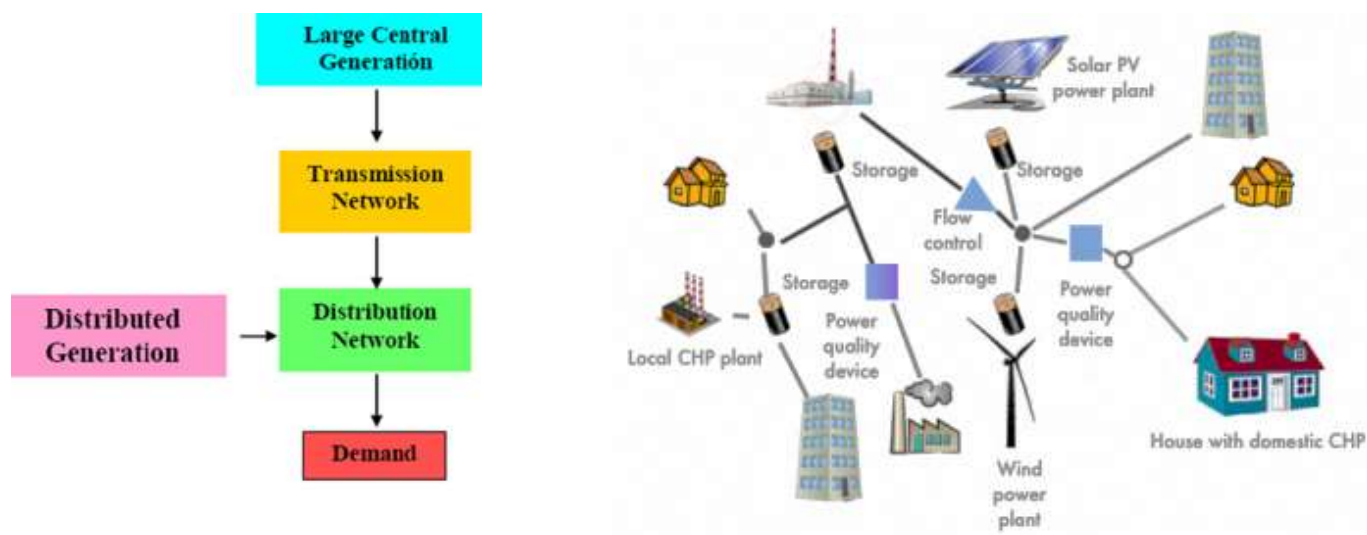 Large Central
Generatión
Transmission
Network
Distributed
Generation
Distribution
Network
Demand
Solar PV
power plant
Storage
Storage
Flow
control
Storage
Storage
Power
quality
device
Power
quality
device
Local CHP plant
House with domestic CHP
Wind
power
plant